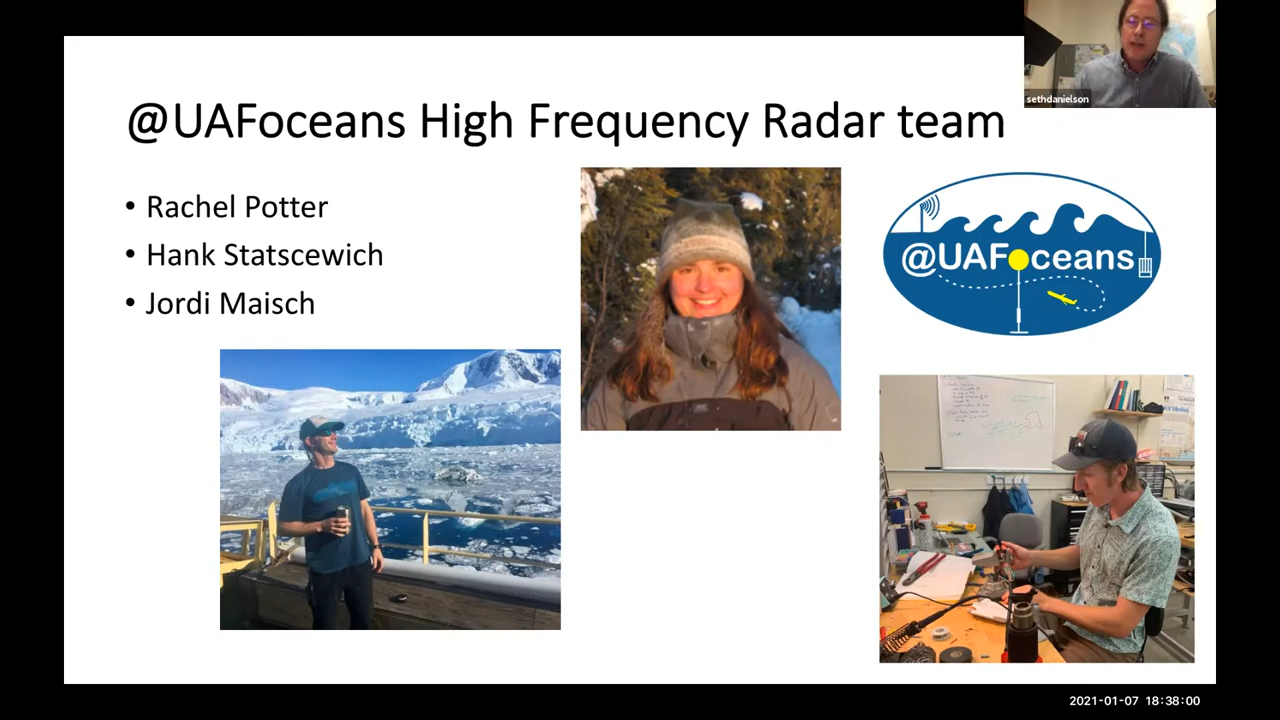 sethdanielson
@UAFoceans High Frequency Radar team
• Rachel Potter
• Hank Statscewich
• Jordi Maisch
@UAFoceans
2021-01-07 18:38:00